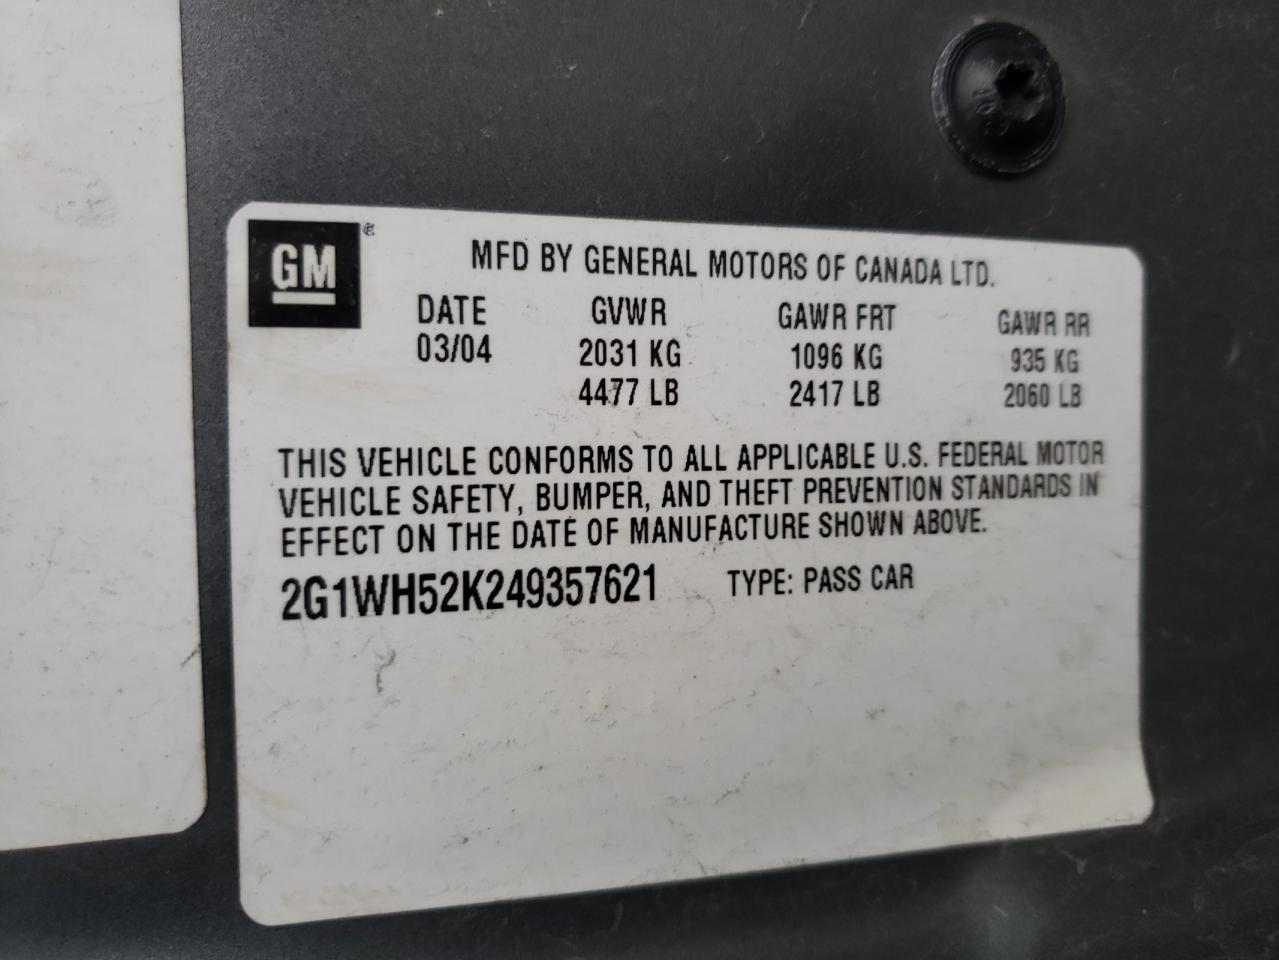 GM
MFD BY GENERAL MOTORS OF CANADA LTD.
DATE GVWR GAWR FRT GAWR RR
03/04 2031 KG 1096 KG 935 KG
4477 LB 2417 LB 2060 LB
THIS VEHICLE CONFORMS TO ALL APPLICABLE U.S. FEDERAL MOTOR
VEHICLE SAFETY, BUMPER, AND THEFT PREVENTION STANDARDS IN
EFFECT ON THE DATE OF MANUFACTURE SHOWN ABOVE.
2G1WH52K249357621 TYPE: PASS CAR